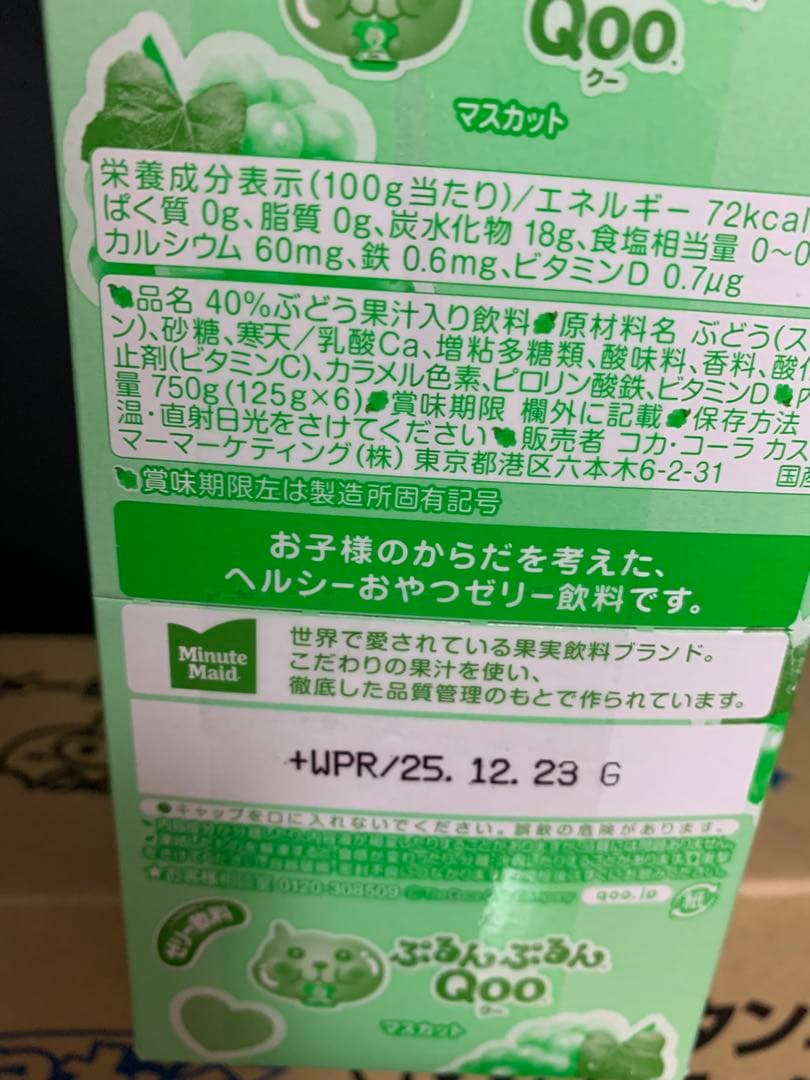 Qoo
クー
マスカット
栄養成分表示(100g当たり)/エネルギー 72kcal
ぱく質 0g、脂質 0g、炭水化物 18g、食塩相当量 0〜0
カルシウム 60mg、鉄 0.6mg、ビタミンD 0.7μg
品名 40%ぶどう果汁入り飲料 原材料名 ぶどう(ス
ン)、砂糖、寒天/乳酸Ca、増粘多糖類、酸味料、香料、酸化
止剤(ビタミンC)、カラメル色素、ピロリン酸鉄、ビタミンD 内
量 750g(125g×6) 賞味期限 欄外に記載 保存方法
温・直射日光をさけてください 販売者 コカ・コーラ カス
マーマーケティング(株) 東京都港区六本木6-2-31 国産
賞味期限左は製造所固有記号
お子様のからだを考えた、
ヘルシーおやつゼリー飲料です。
Minute Maid
世界で愛されている果実飲料ブランド。
こだわりの果汁を使い、
徹底した品質管理のもとで作られています。
+WPR/25. 12. 23 G
●キャップを口に入れないでください。誤飲の危険があります。
★お客様相談室 0120-308509
qoo.jp
紙
ゼリー飲料
ぷるんぷるん
Qoo
クー
マスカット
タン